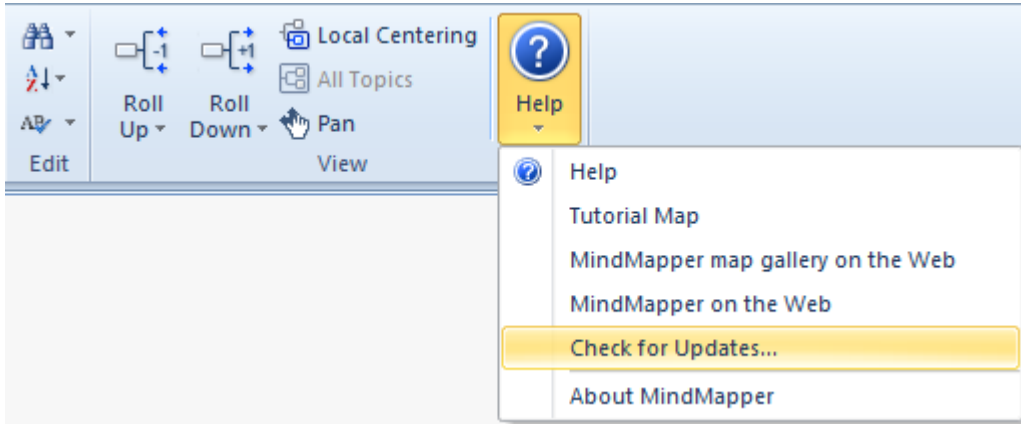 Roll
Up
Roll
Down
Local Centering
All Topics
Pan
Help
Edit
View
Help
Tutorial Map
MindMapper map gallery on the Web
MindMapper on the Web
Check for Updates...
About MindMapper